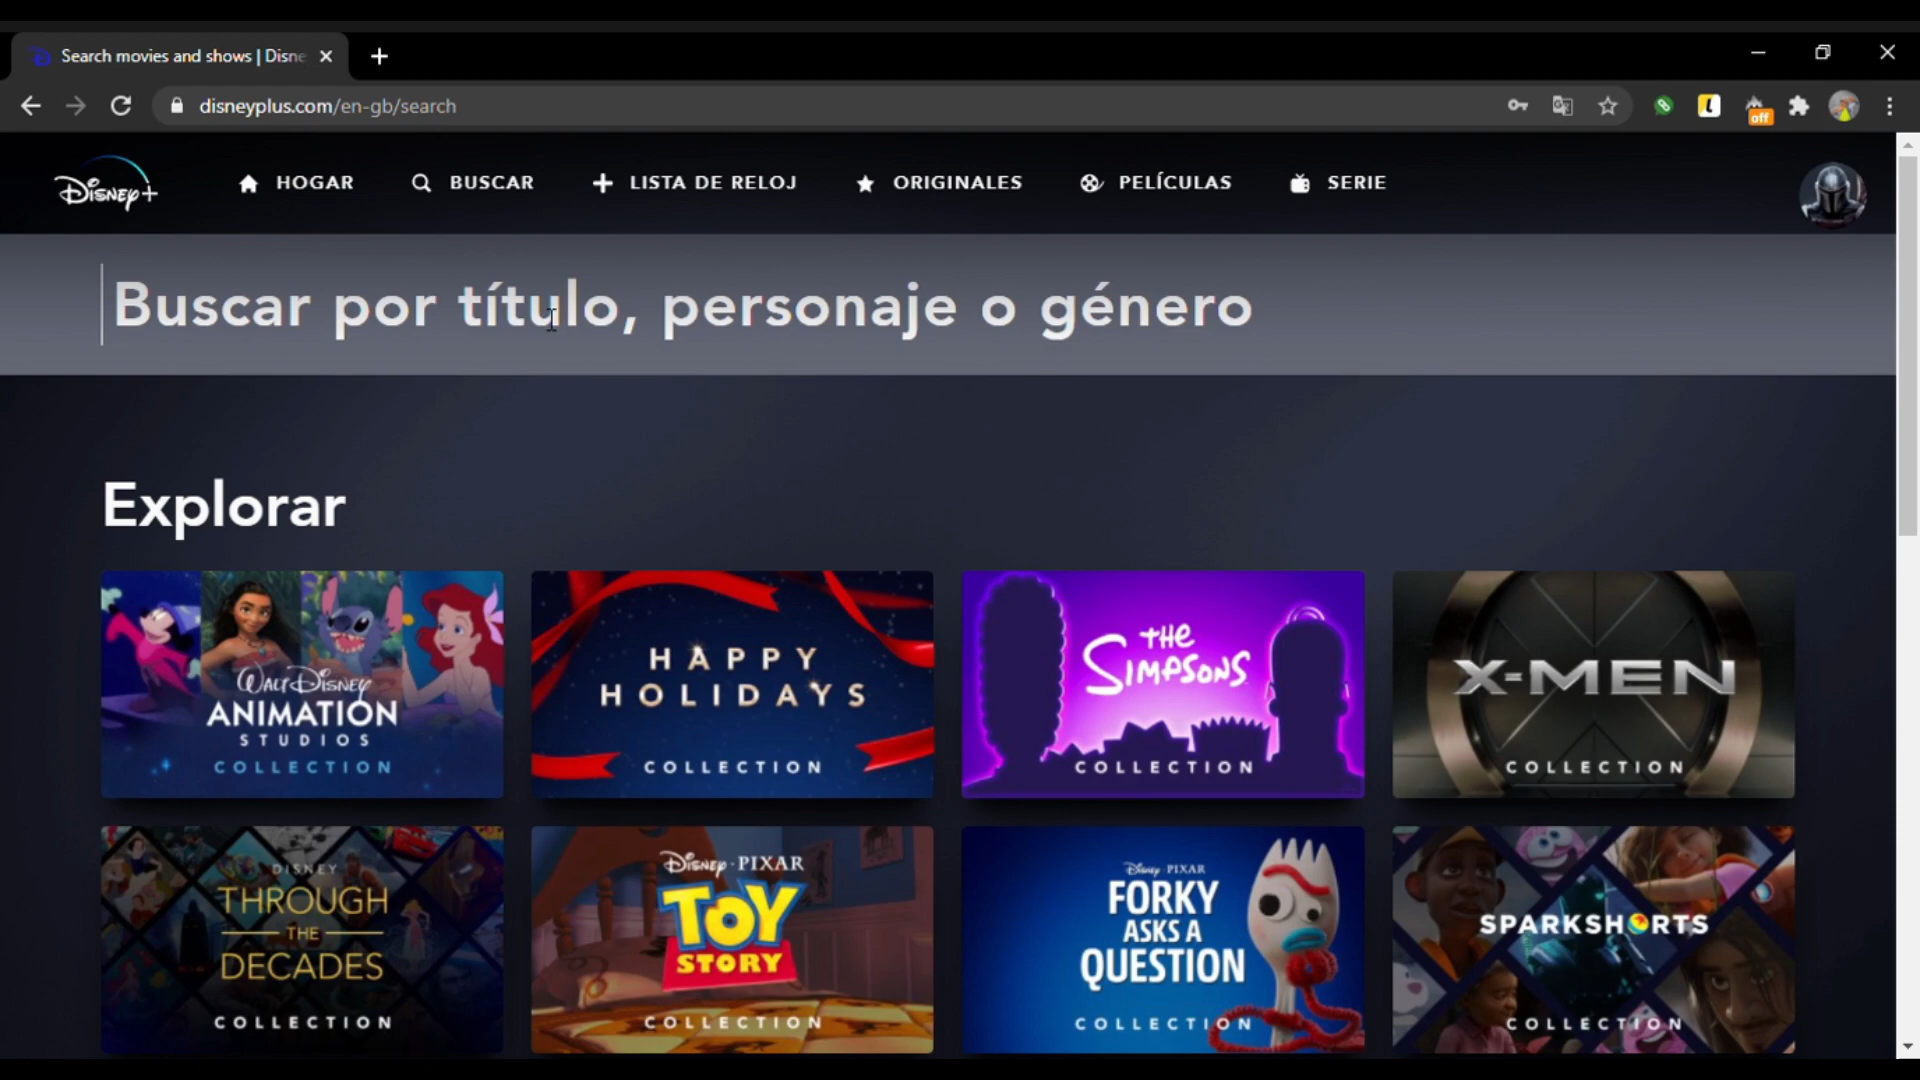 Search movies and shows | Disne
disneyplus.com/en-gb/search
off
Disney+
HOGAR
BUSCAR
LISTA DE RELOJ
ORIGINALES
PELÍCULAS
SERIE
Buscar por título, personaje o género
Explorar
WALT DISNEY
ANIMATION
STUDIOS
COLLECTION
HAPPY
HOLIDAYS
COLLECTION
THE
SIMPSONS
COLLECTION
X-MEN
COLLECTION
DISNEY
THROUGH
THE
DECADES
COLLECTION
DISNEY · PIXAR
TOY
STORY
COLLECTION
DISNEY · PIXAR
FORKY
ASKS A
QUESTION
COLLECTION
SPARKSHORTS
COLLECTION